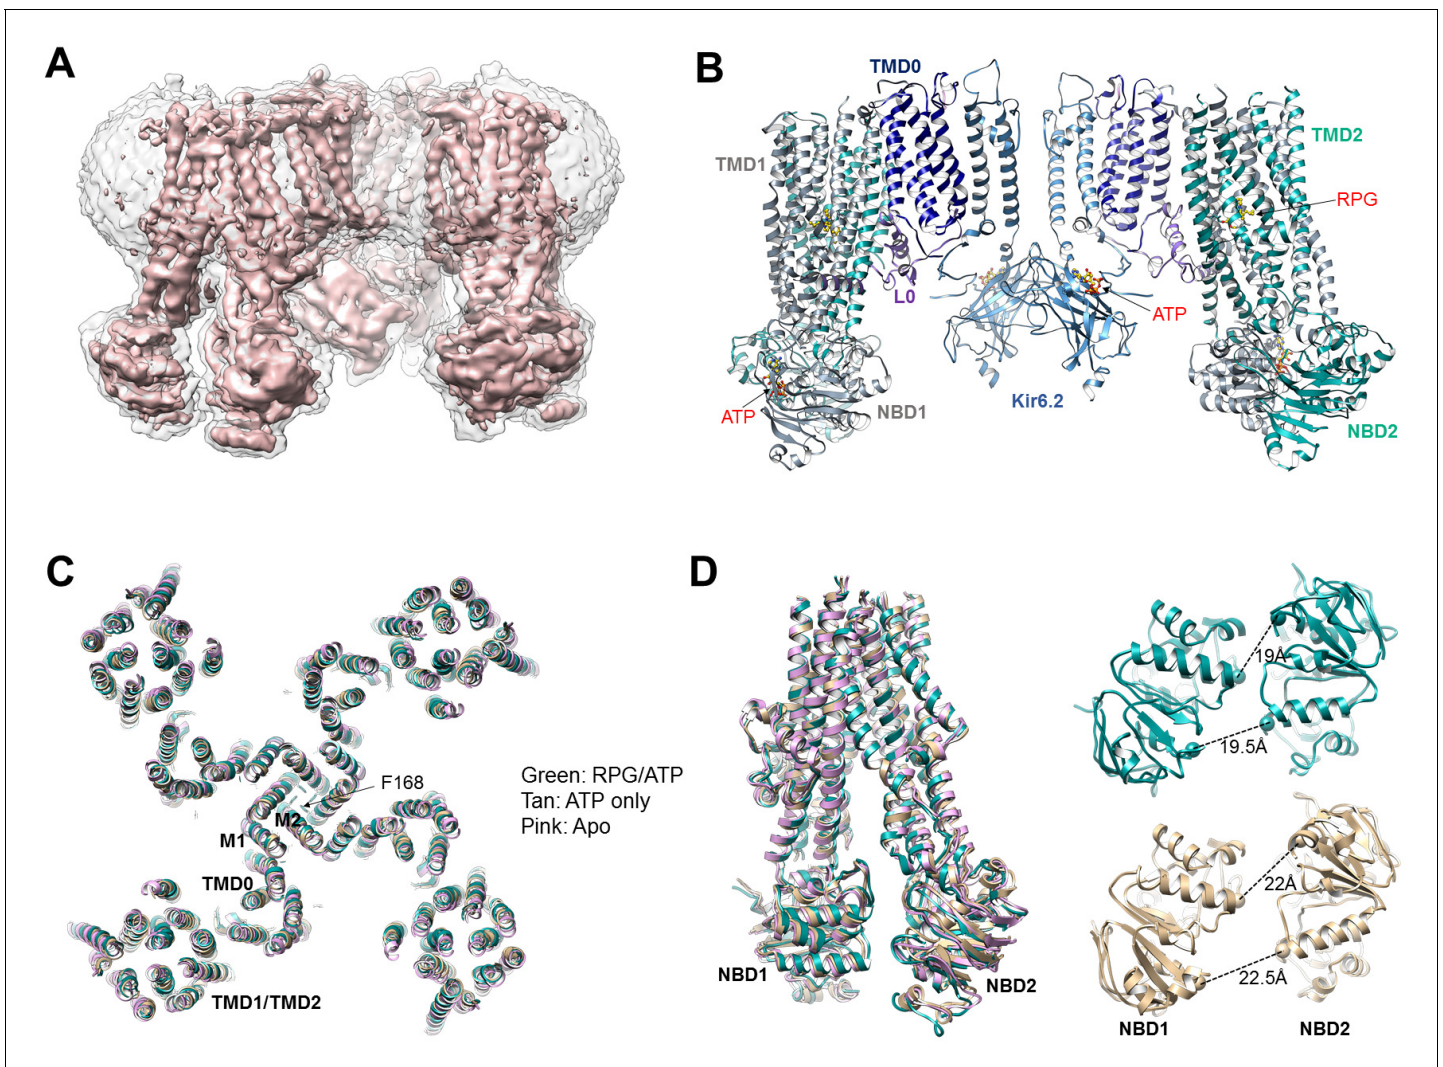 A
B
TMD0
TMD1
TMD2
RPG
L0
ATP
ATP
NBD1
Kir6.2
NBD2
C
D
Green: RPG/ATP
Tan: ATP only
Pink: Apo
F168
M2
M1
TMD0
TMD1/TMD2
NBD1
NBD2
19Å
19.5Å
22Å
22.5Å
NBD1
NBD2